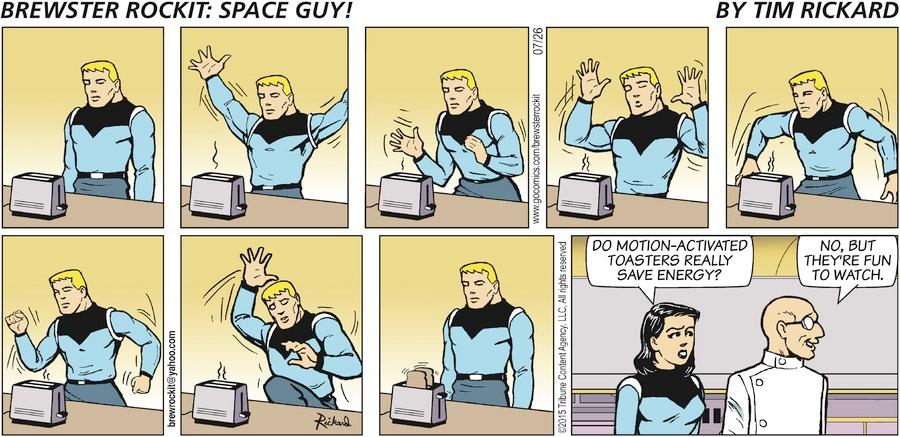 BREWSTER ROCKIT: SPACE GUY!
BY TIM RICKARD
www.gocomics.com/brewsterrockit
07/26
brewrockit@yahoo.com
Rickard
©2015 Tribune Content Agency, LLC. All rights reserved
DO MOTION-ACTIVATED
TOASTERS REALLY
SAVE ENERGY?
NO, BUT
THEY'RE FUN
TO WATCH.